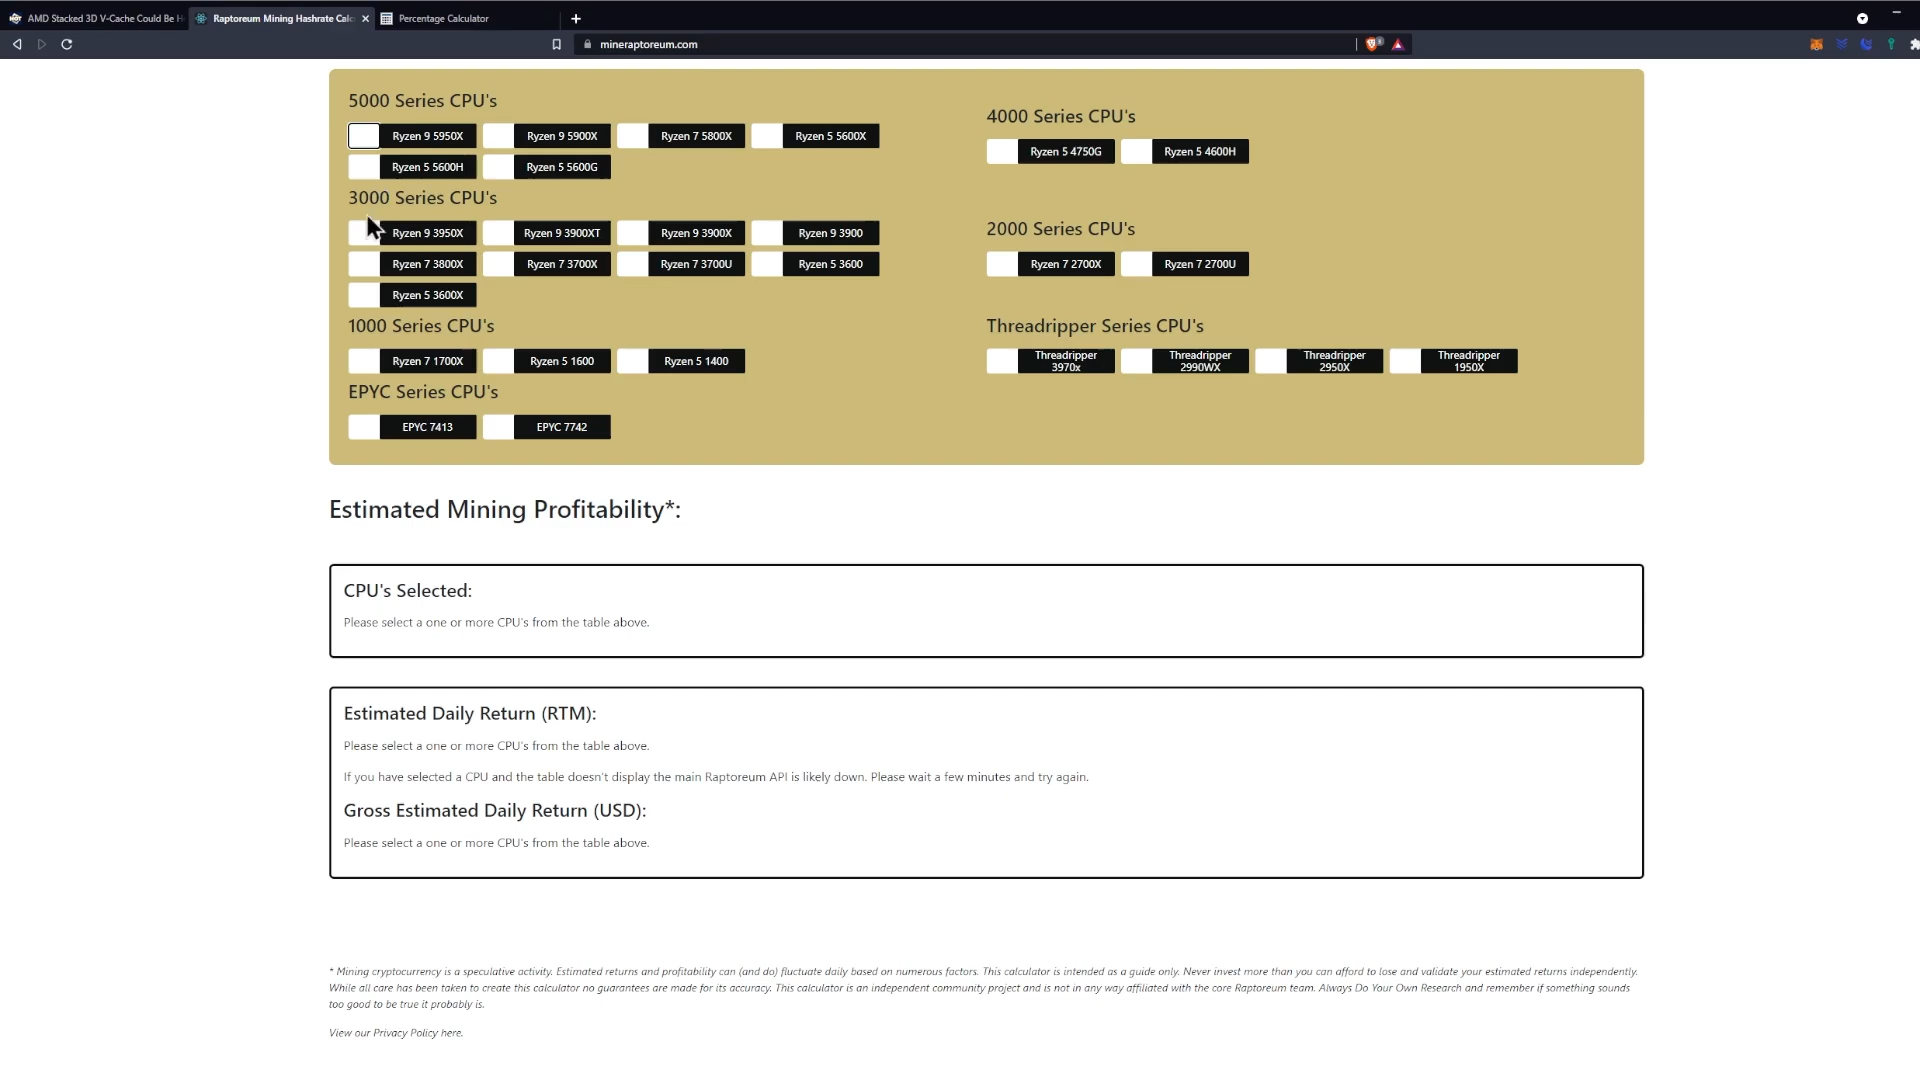 AMD Stacked 3D V-Cache Could Be H
Raptoreum Mining Hashrate Calc
Percentage Calculator
mineraptoreum.com
5000 Series CPU's
Ryzen 9 5950X
Ryzen 9 5900X
Ryzen 7 5800X
Ryzen 5 5600X
Ryzen 5 5600H
Ryzen 5 5600G
4000 Series CPU's
Ryzen 5 4750G
Ryzen 5 4600H
3000 Series CPU's
Ryzen 9 3950X
Ryzen 9 3900XT
Ryzen 9 3900X
Ryzen 9 3900
Ryzen 7 3800X
Ryzen 7 3700X
Ryzen 7 3700U
Ryzen 5 3600
Ryzen 5 3600X
2000 Series CPU's
Ryzen 7 2700X
Ryzen 7 2700U
1000 Series CPU's
Ryzen 7 1700X
Ryzen 5 1600
Ryzen 5 1400
Threadripper Series CPU's
Threadripper
3970x
Threadripper
2990WX
Threadripper
2950X
Threadripper
1950X
EPYC Series CPU's
EPYC 7413
EPYC 7742
Estimated Mining Profitability*:
CPU's Selected:
Please select a one or more CPU's from the table above.
Estimated Daily Return (RTM):
Please select a one or more CPU's from the table above.
If you have selected a CPU and the table doesn't display the main Raptoreum API is likely down. Please wait a few minutes and try again.
Gross Estimated Daily Return (USD):
Please select a one or more CPU's from the table above.
* Mining cryptocurrency is a speculative activity. Estimated returns and profitability can (and do) fluctuate daily based on numerous factors. This calculator is intended as a guide only. Never invest more than you can afford to lose and validate your estimated returns independently.
While all care has been taken to create this calculator no guarantees are made for its accuracy. This calculator is an independent community project and is not in any way affiliated with the core Raptoreum team. Always Do Your Own Research and remember if something sounds
too good to be true it probably is.
View our Privacy Policy here.